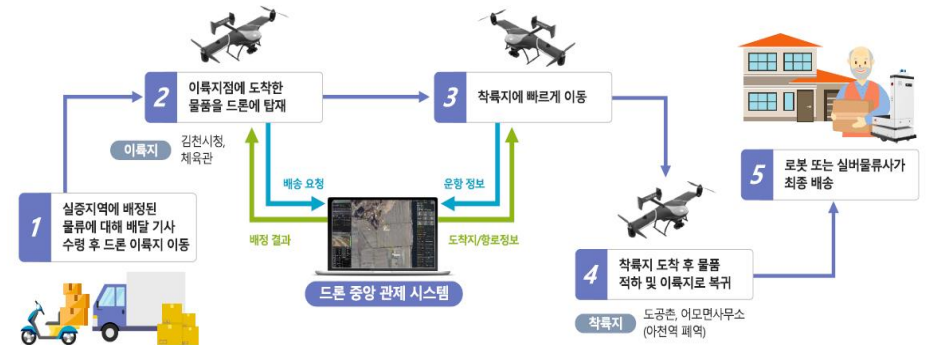 1
실증지역에 배정된
물류에 대해 배달 기사
수령 후 드론 이륙지 이동
2
이륙지점에 도착한
물품을 드론에 탑재
이륙지
김천시청,
체육관
3
착륙지에 빠르게 이동
배송 요청
운항 정보
배정 결과
도착지/항로정보
드론 중앙 관제 시스템
4
착륙지 도착 후 물품
적하 및 이륙지로 복귀
착륙지
도공촌, 어모면사무소
(아천역 폐역)
5
로봇 또는 실버물류사가
최종 배송